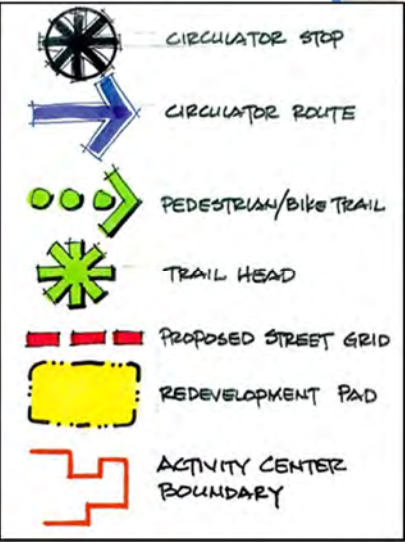 CIRCULATOR STOP
CIRCULATOR ROUTE
PEDESTRIAN/BIKE TRAIL
TRAIL HEAD
PROPOSED STREET GRID
REDEVELOPMENT PAD
ACTIVITY CENTER
BOUNDARY